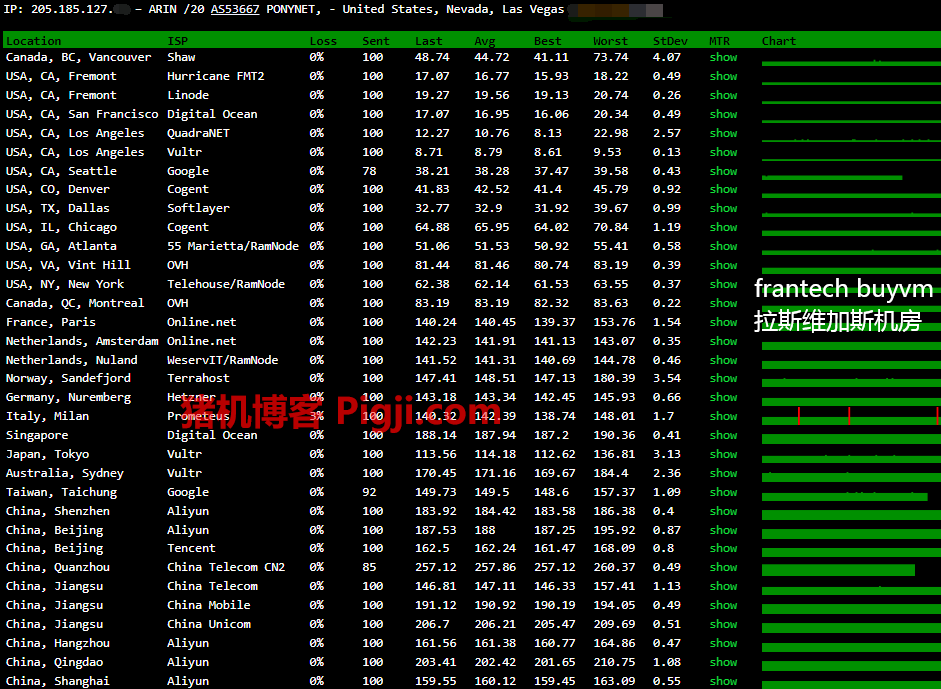 IP: 205.185.127. – ARIN /20 AS53667 PONYNET, - United States, Nevada, Las Vegas
Location ISP Loss Sent Last Avg Best Worst StDev MTR Chart
Canada, BC, Vancouver Shaw 0% 100 48.74 44.72 41.11 73.74 4.07 show
USA, CA, Fremont Hurricane FMT2 0% 100 17.07 16.77 15.93 18.22 0.49 show
USA, CA, Fremont Linode 0% 100 19.27 19.56 19.13 20.74 0.26 show
USA, CA, San Francisco Digital Ocean 0% 100 17.07 16.95 16.06 20.34 0.49 show
USA, CA, Los Angeles QuadraNET 0% 100 12.27 10.76 8.13 22.98 2.57 show
USA, CA, Los Angeles Vultr 0% 100 8.71 8.79 8.61 9.53 0.13 show
USA, CA, Seattle Google 0% 78 38.21 38.28 37.47 39.58 0.43 show
USA, CO, Denver Cogent 0% 100 41.83 42.52 41.4 45.79 0.92 show
USA, TX, Dallas Softlayer 0% 100 32.77 32.9 31.92 39.67 0.99 show
USA, IL, Chicago Cogent 0% 100 64.88 65.95 64.02 70.84 1.19 show
USA, GA, Atlanta 55 Marietta/RamNode 0% 100 51.06 51.53 50.92 55.41 0.58 show
USA, VA, Vint Hill OVH 0% 100 81.44 81.46 80.74 83.19 0.39 show
USA, NY, New York Telehouse/RamNode 0% 100 62.38 62.14 61.53 63.55 0.37 show
frantech buyvm
Canada, QC, Montreal OVH 0% 100 83.19 83.19 82.32 83.63 0.22 show
France, Paris Online.net 0% 100 140.24 140.45 139.37 153.76 1.54 show
拉斯维加斯机房
Netherlands, Amsterdam Online.net 0% 100 142.23 141.91 141.13 143.07 0.35 show
Netherlands, Nuland WeservIT/RamNode 0% 100 141.52 141.31 140.69 144.78 0.46 show
Norway, Sandefjord Terrahost 0% 100 147.41 148.51 147.13 180.39 3.54 show
Germany, Nuremberg Hetzner 0% 100 143.18 143.34 142.45 145.93 0.66 show
猪机博客 Pigji.com
Italy, Milan Prometeus 3% 100 140.32 142.39 138.74 148.01 1.7 show
Singapore Digital Ocean 0% 100 188.14 187.94 187.2 190.36 0.41 show
Japan, Tokyo Vultr 0% 100 113.56 114.18 112.62 136.81 3.13 show
Australia, Sydney Vultr 0% 100 170.45 171.16 169.67 184.4 2.36 show
Taiwan, Taichung Google 0% 92 149.73 149.5 148.6 157.37 1.09 show
China, Shenzhen Aliyun 0% 100 183.92 184.42 183.58 186.38 0.4 show
China, Beijing Aliyun 0% 100 187.53 188 187.25 195.92 0.87 show
China, Beijing Tencent 0% 100 162.5 162.24 161.47 168.09 0.8 show
China, Quanzhou China Telecom CN2 0% 85 257.12 257.86 257.12 260.37 0.49 show
China, Jiangsu China Telecom 0% 100 146.81 147.11 146.33 157.41 1.13 show
China, Jiangsu China Mobile 0% 100 191.12 190.92 190.19 194.05 0.49 show
China, Jiangsu China Unicom 0% 100 206.7 206.21 205.47 209.69 0.51 show
China, Hangzhou Aliyun 0% 100 161.56 161.38 160.77 164.86 0.47 show
China, Qingdao Aliyun 0% 100 203.41 202.42 201.65 210.75 1.08 show
China, Shanghai Aliyun 0% 100 159.55 160.12 159.45 163.09 0.55 show